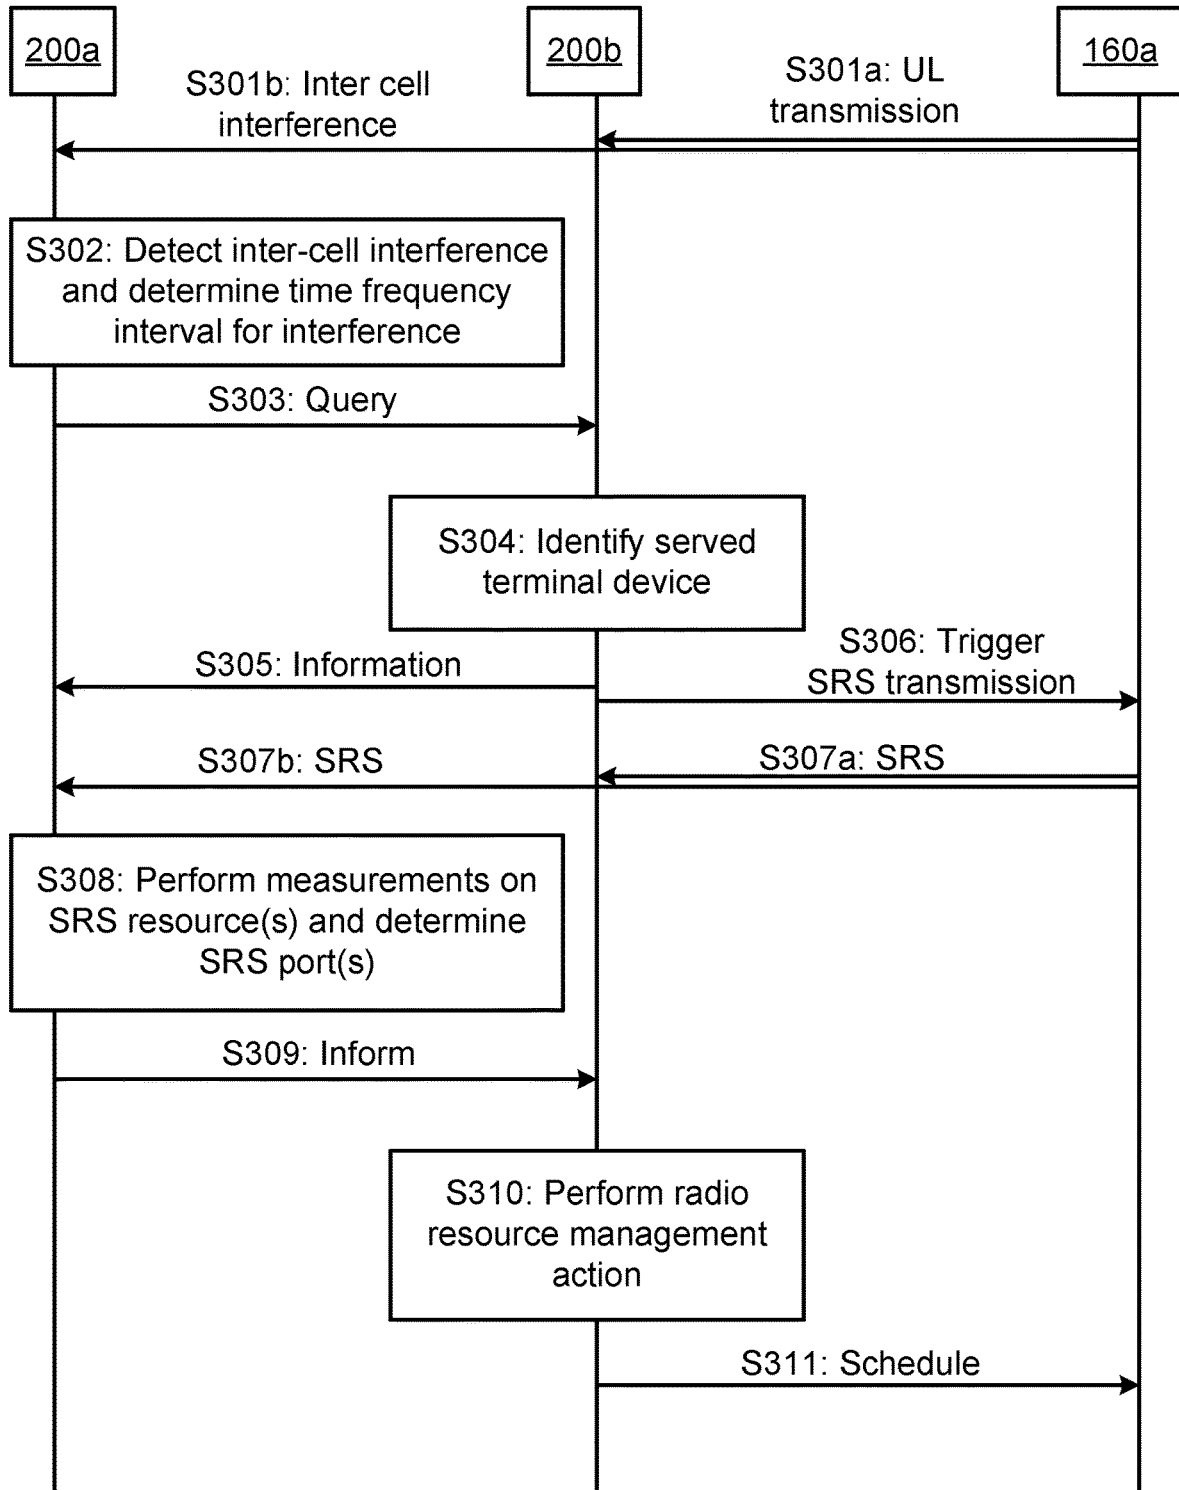 200a
200b
160a
S301b: Inter cell
interference
S301a: UL
transmission
S302: Detect inter-cell interference
and determine time frequency
interval for interference
S303: Query
S304: Identify served
terminal device
S305: Information
S306: Trigger
SRS transmission
S307b: SRS
S307a: SRS
S308: Perform measurements on
SRS resource(s) and determine
SRS port(s)
S309: Inform
S310: Perform radio
resource management
action
S311: Schedule